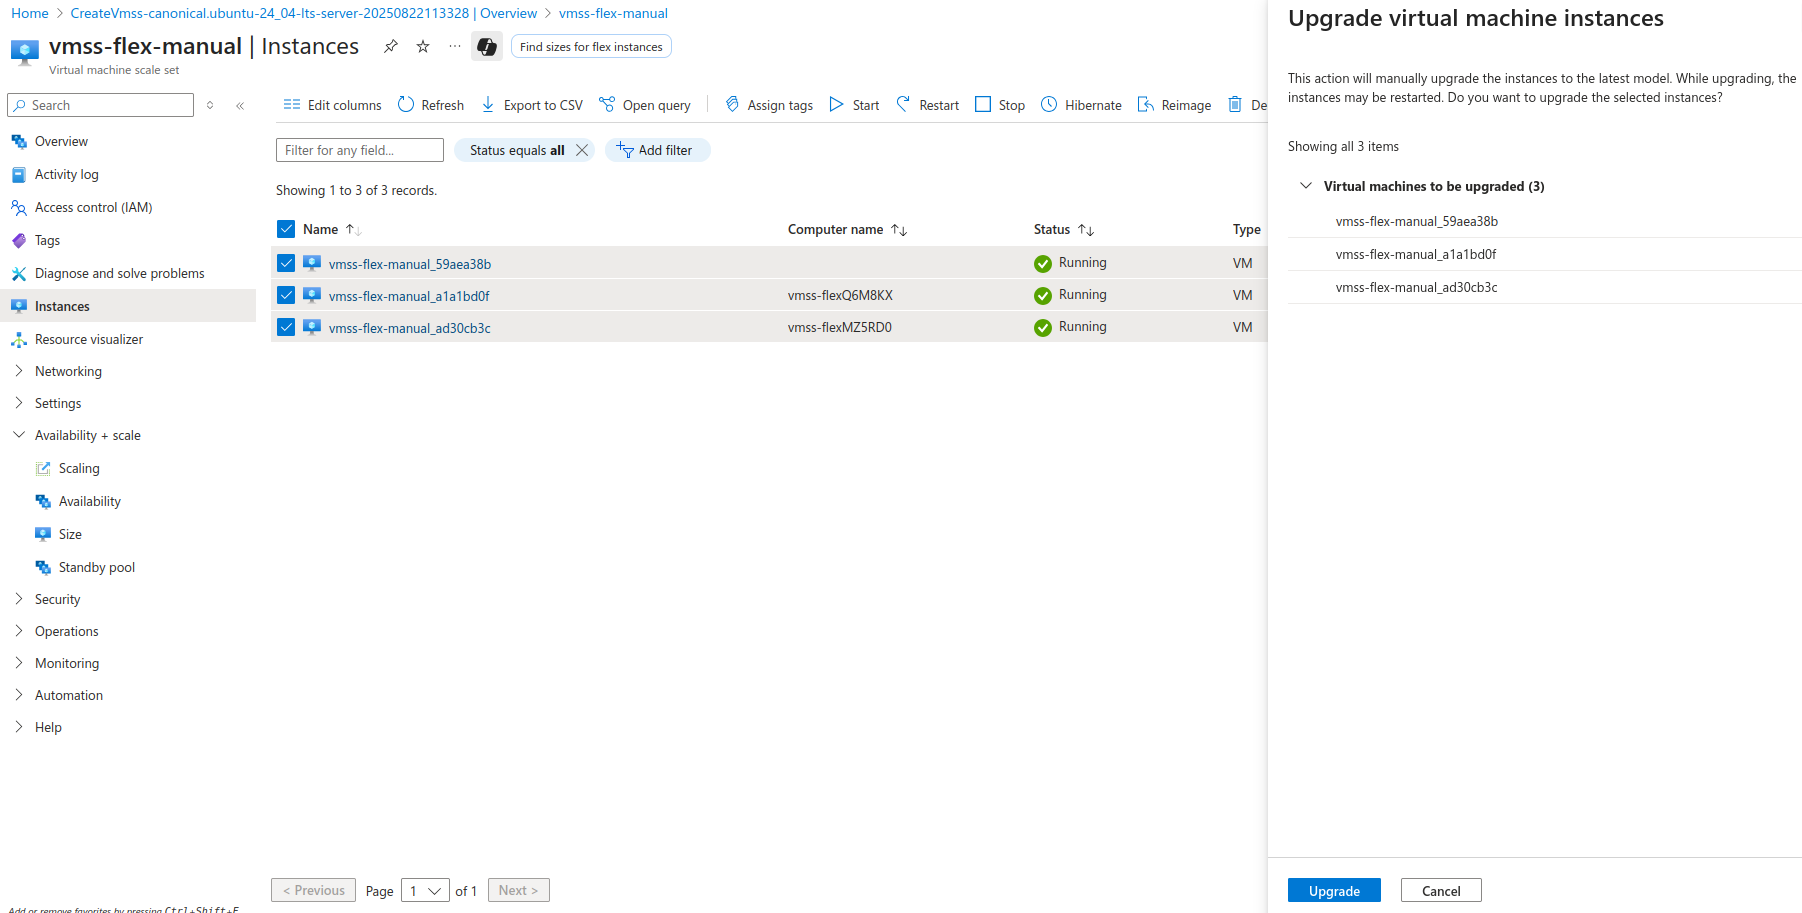 Home > CreateVmss-canonical.ubuntu-24_04-lts-server-20250822113328 | Overview > vmss-flex-manual
vmss-flex-manual | Instances
Find sizes for flex instances
Virtual machine scale set
Search
Overview
Activity log
Access control (IAM)
Tags
Diagnose and solve problems
Instances
Resource visualizer
Networking
Settings
Availability + scale
Scaling
Availability
Size
Standby pool
Security
Operations
Monitoring
Automation
Help
Add or remove favorites by pressing Ctrl+Shift+F
Edit columns Refresh Export to CSV Open query Assign tags Start Restart Stop Hibernate Reimage De
Filter for any field... Status equals all Add filter
Showing 1 to 3 of 3 records.
Name Computer name Status Type
vmss-flex-manual_59aea38b Running VM
vmss-flex-manual_a1a1bd0f vmss-flexQ6M8KX Running VM
vmss-flex-manual_ad30cb3c vmss-flexMZ5RD0 Running VM
< Previous Page 1 of 1 Next >
Upgrade virtual machine instances
This action will manually upgrade the instances to the latest model. While upgrading, the
instances may be restarted. Do you want to upgrade the selected instances?
Showing all 3 items
Virtual machines to be upgraded (3)
vmss-flex-manual_59aea38b
vmss-flex-manual_a1a1bd0f
vmss-flex-manual_ad30cb3c
Upgrade Cancel